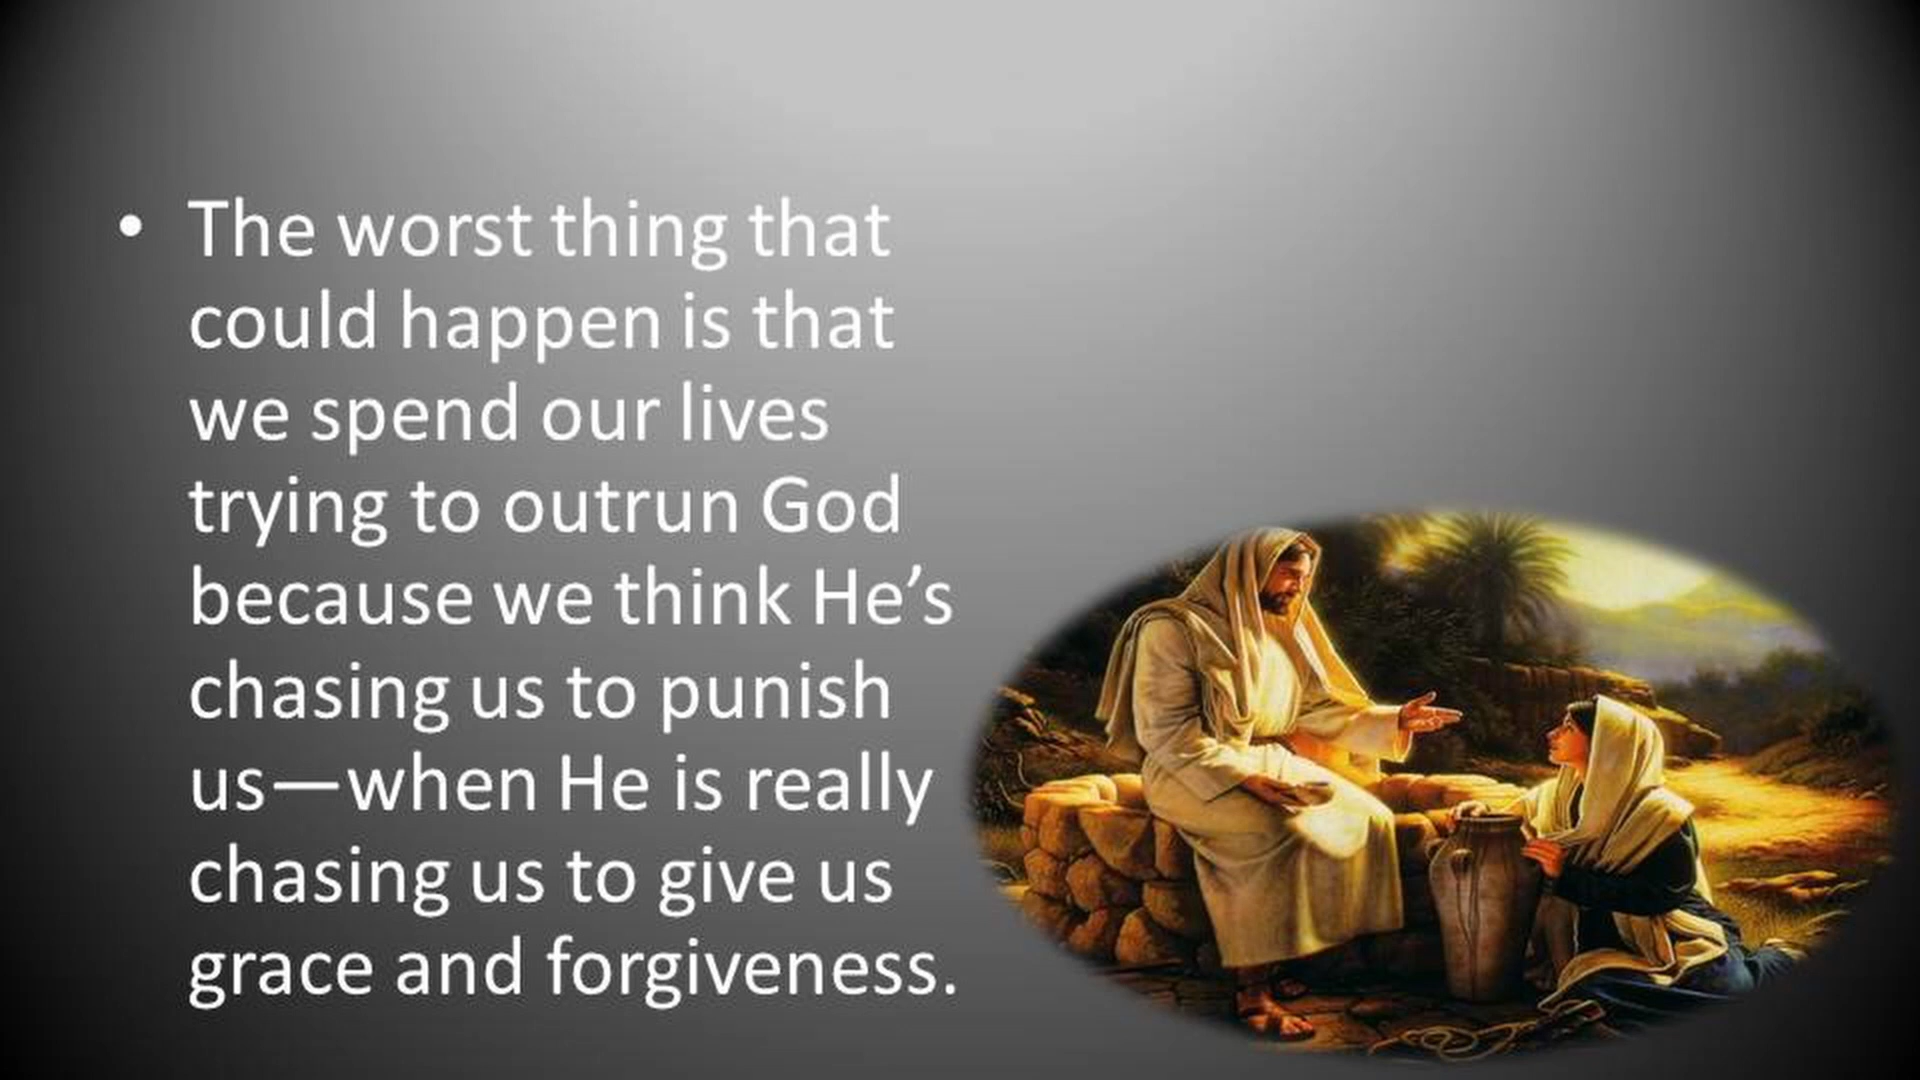 • The worst thing that
could happen is that
we spend our lives
trying to outrun God
because we think He’s
chasing us to punish
us—when He is really
chasing us to give us
grace and forgiveness.